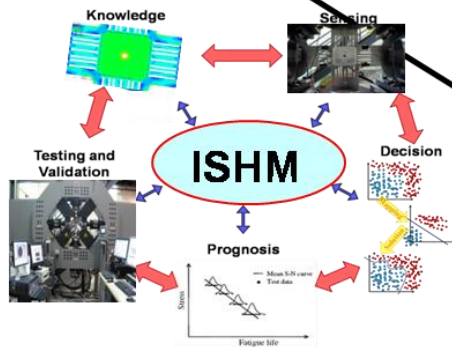 Knowledge
Sensing
Testing and
Validation
ISHM
Decision
Prognosis
Mean S-N curve
Test data
Stress
Fatigue life